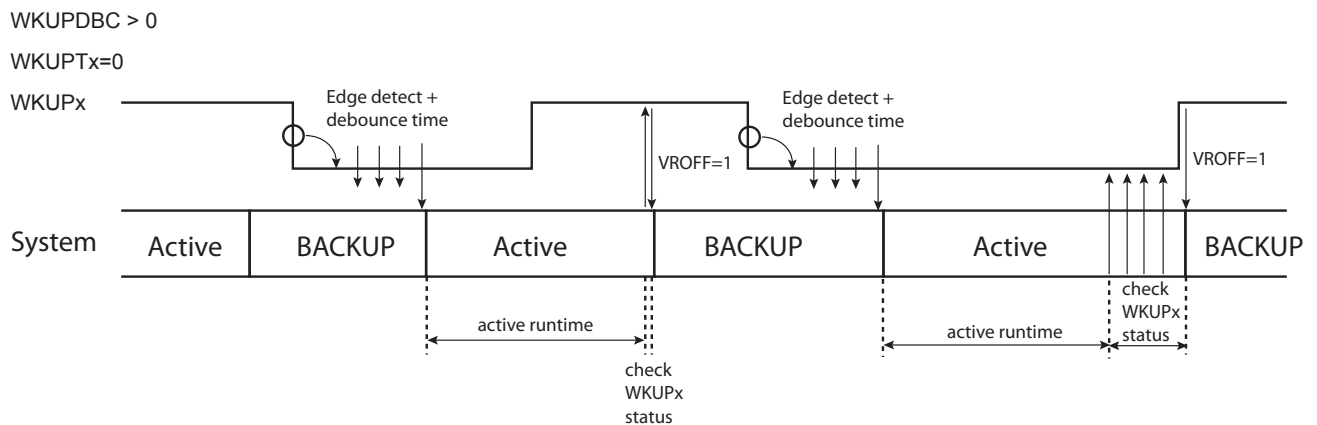 WKUPDBC > 0
WKUPTx=0
WKUPx
Edge detect +
debounce time
VROFF=1
Edge detect +
debounce time
VROFF=1
System
Active
BACKUP
Active
BACKUP
Active
BACKUP
active runtime
check
WKUPx
status
active runtime
check
WKUPx
status